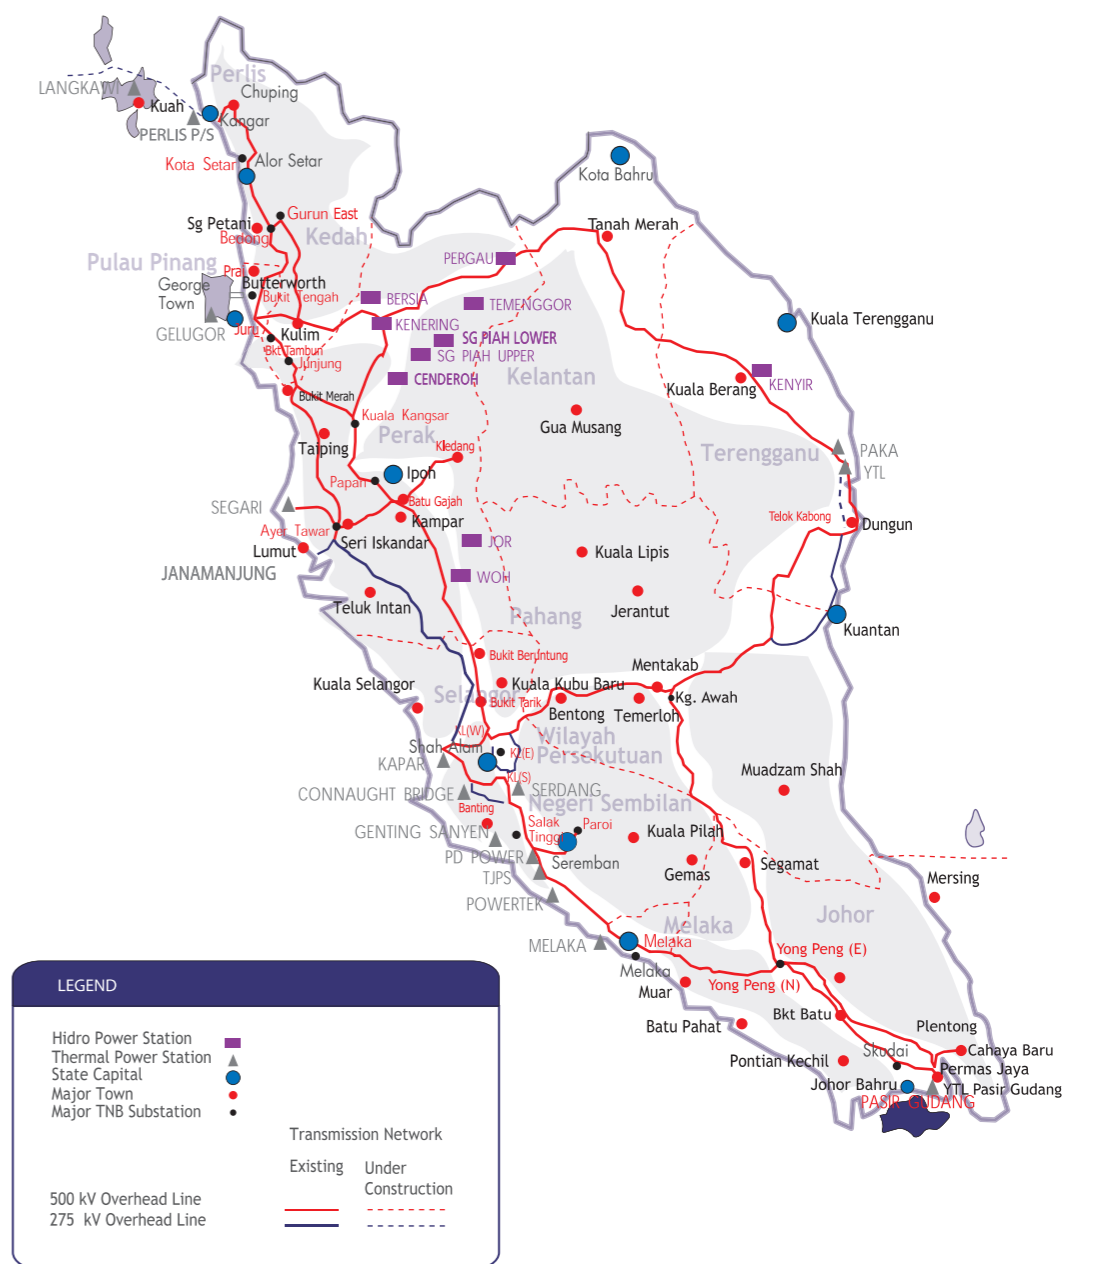 Perlis
LANGKAWI
Chuping
Kuah
Kangar
PERLIS P/S
Kota Setar
Alor Setar
Kota Bahru
Gurun East
Sg Petani
Bedong
Kedah
Tanah Merah
Pulau Pinang
PERGAU
Prai
George
Town
Butterworth
Bukit Tengah
BERSIA
TEMENGGOR
Kuala Terengganu
GELUGOR
Juru
Kulim
KENERING
SG PIAH LOWER
Bkt Tambun
Junjung
SG PIAH UPPER
CENDEROH
Kelantan
Kuala Berang
KENYIR
Bukit Merah
Kuala Kangsar
Gua Musang
Perak
Taiping
Kledang
Terengganu
PAKA
YTL
Papan
Ipoh
SEGARI
Batu Gajah
Ayer Tawar
Kampar
Telok Kabong
Dungun
Seri Iskandar
Lumut
JOR
Kuala Lipis
JANAMANJUNG
WOH
Teluk Intan
Jerantut
Pahang
Kuantan
Bukit Beruntung
Mentakab
Kuala Selangor
Selangor
Kuala Kubu Baru
Bukit Tarik
Bentong
Temerloh
Kg. Awah
KL(W)
Wilayah
Persekutuan
Shah Alam
KL(E)
KAPAR
KL(S)
Muadzam Shah
CONNAUGHT BRIDGE
SERDANG
Banting
Negeri Sembilan
GENTING SANYEN
Salak
Tinggi
Paroi
Kuala Pilah
PD POWER
Seremban
Gemas
Segamat
TJPS
Mersing
POWERTEK
Melaka
Johor
MELAKA
Melaka
Yong Peng (E)
Melaka
Muar
Yong Peng (N)
Batu Pahat
Bkt Batu
Plentong
Skudai
Cahaya Baru
Pontian Kechil
Permas Jaya
Johor Bahru
YTL Pasir Gudang
PASIR GUDANG
LEGEND
Hidro Power Station
Thermal Power Station
State Capital
Major Town
Major TNB Substation
Transmission Network
Existing
Under
Construction
500 kV Overhead Line
275 kV Overhead Line